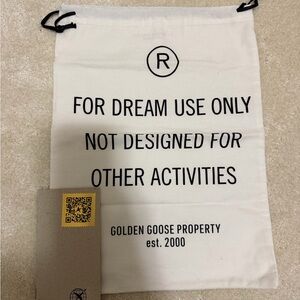 R
FOR DREAM USE ONLY
NOT DESIGNED FOR
OTHER ACTIVITIES
GOLDEN GOOSE PROPERTY
est. 2000